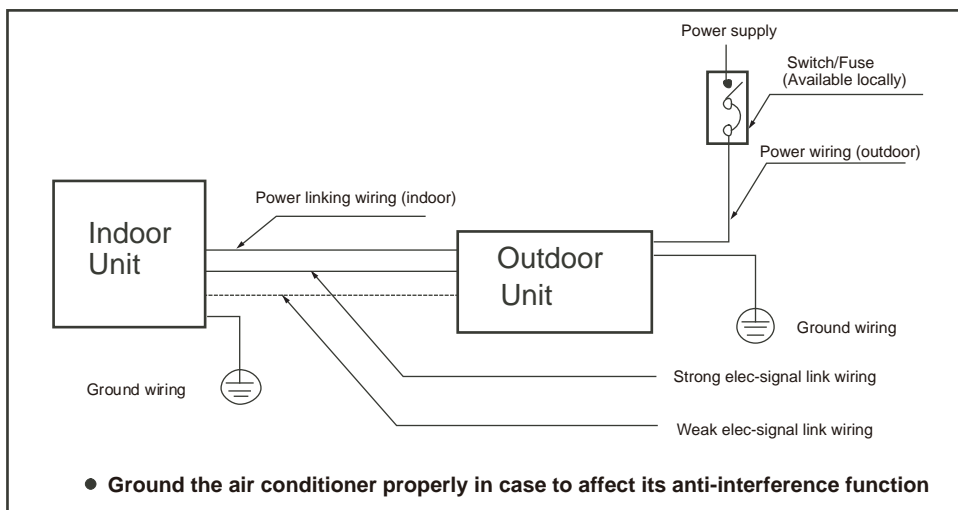 Power supply
Switch/Fuse
(Available locally)
Power wiring (outdoor)
Power linking wiring (indoor)
Indoor
Unit
Outdoor
Unit
Ground wiring
Ground wiring
Strong elec-signal link wiring
Weak elec-signal link wiring
● Ground the air conditioner properly in case to affect its anti-interference function